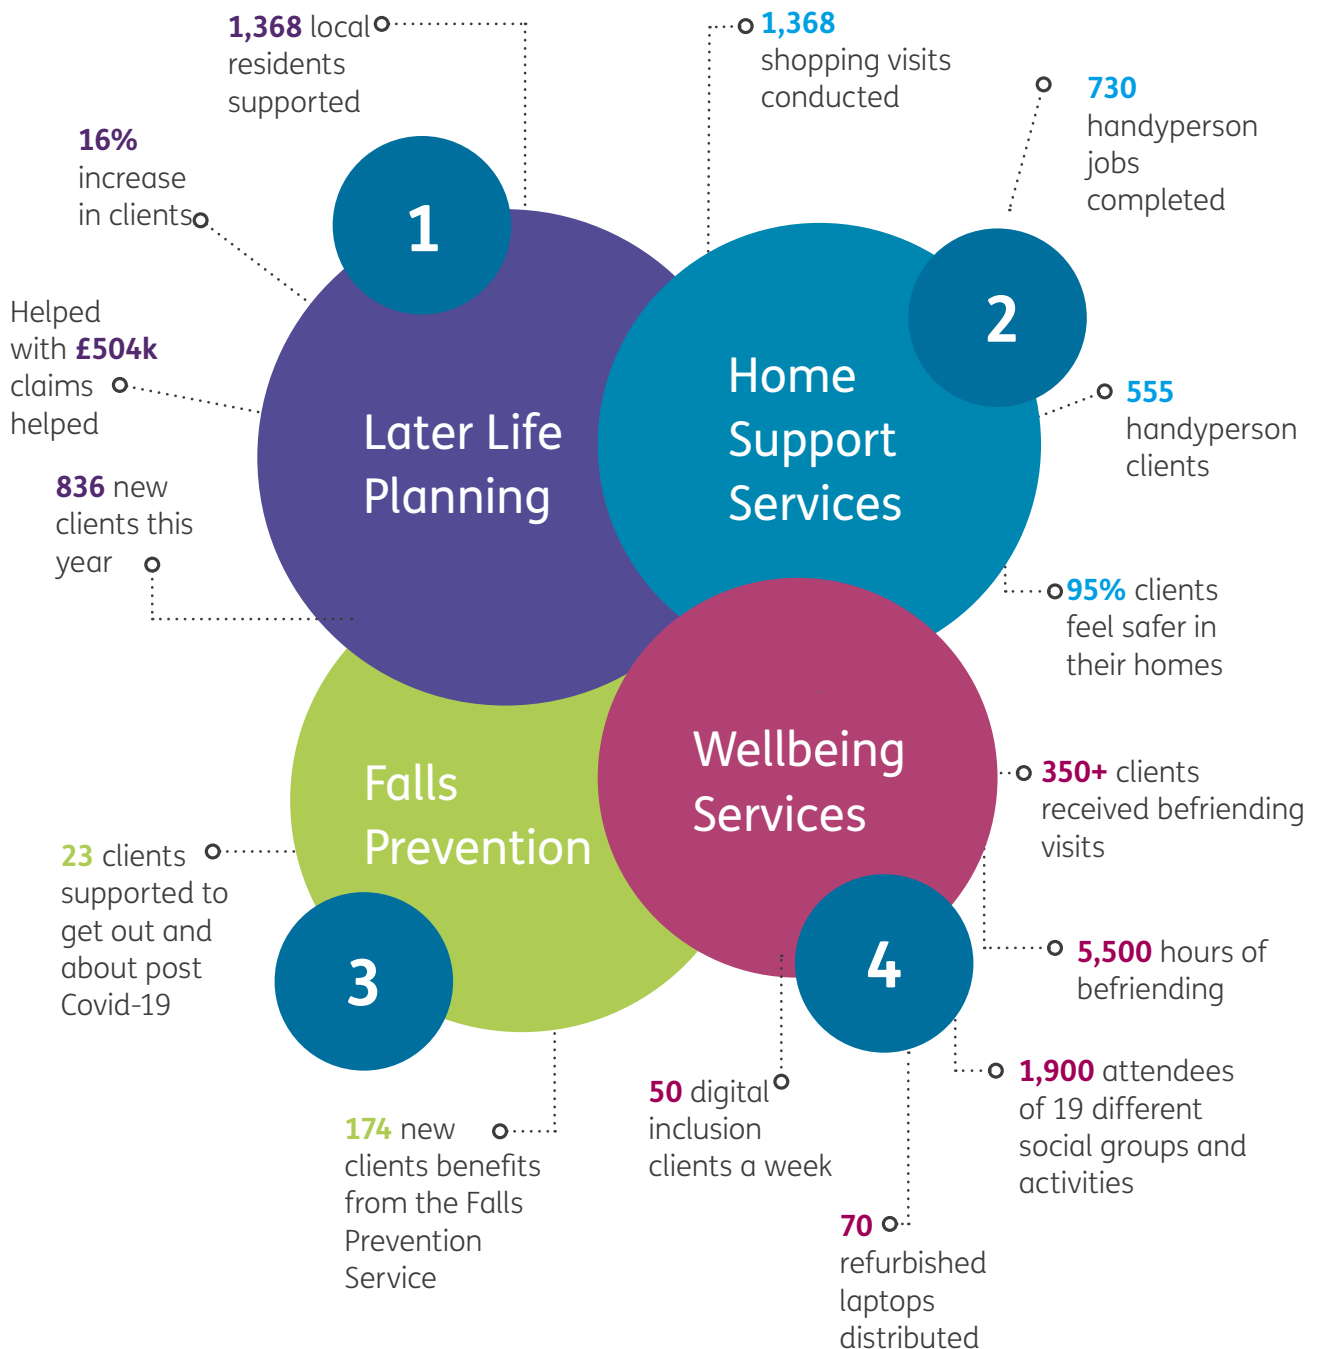 1,368 local
residents
supported
16%
increase
in clients
Helped
with £504k
claims
helped
836 new
clients this
year
1
Later Life
Planning
1,368
shopping visits
conducted
730
handyperson
jobs
completed
2
Home
Support
Services
555
handyperson
clients
95% clients
feel safer in
their homes
Falls
Prevention
3
23 clients
supported to
get out and
about post
Covid-19
174 new
clients benefits
from the Falls
Prevention
Service
Wellbeing
Services
4
350+ clients
received befriending
visits
5,500 hours of
befriending
1,900 attendees
of 19 different
social groups and
activities
50 digital
inclusion
clients a week
70
refurbished
laptops
distributed